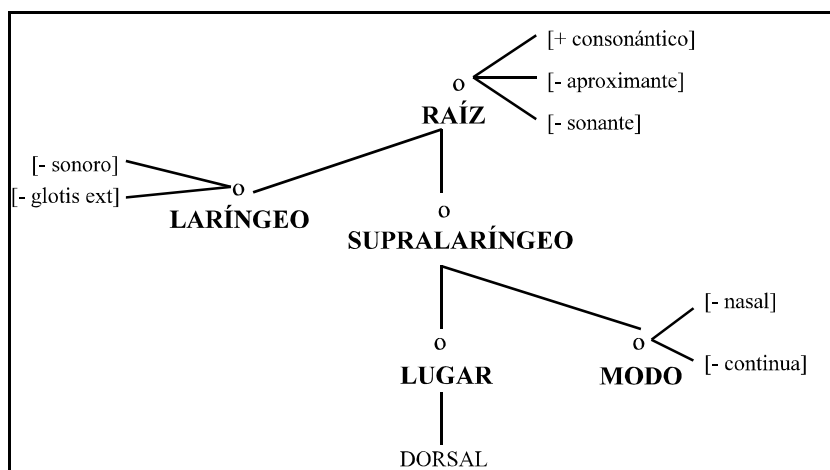 [+ consonántico]
[- aproximante]
[- sonante]
o
RAÍZ
[- sonoro]
[- glotis ext]
o
LARÍNGEO
o
SUPRALARÍNGEO
[- nasal]
[- continua]
o
LUGAR
o
MODO
DORSAL